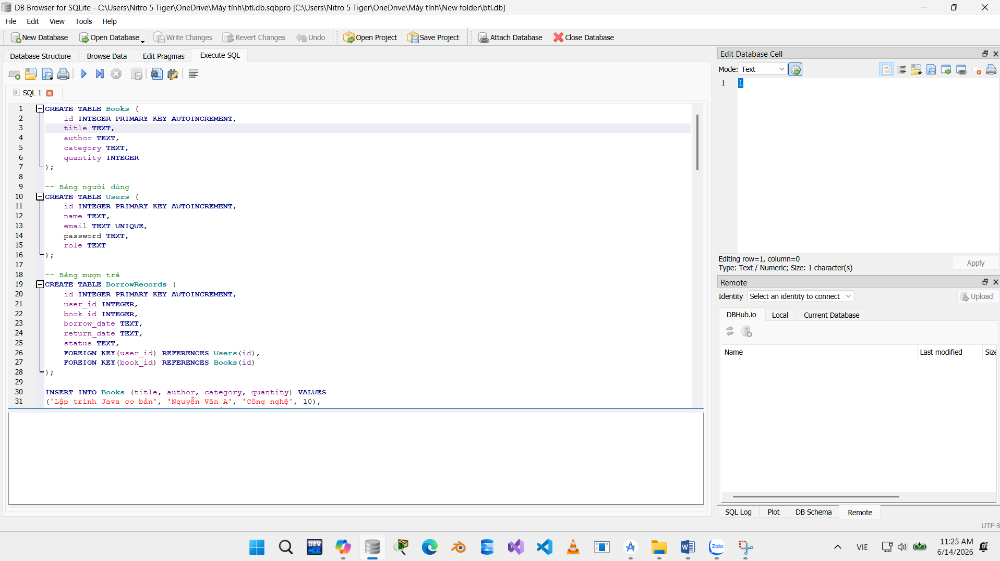 DB Browser for SQLite - C:\Users\Nitro 5 Tiger\OneDrive\Máy tính\btl.db.sqbpro [C:\Users\Nitro 5 Tiger\OneDrive\Máy tính\New folder\btl.db]
File Edit View Tools Help
New Database Open Database Write Changes Revert Changes Undo Open Project Save Project Attach Database Close Database
Database Structure Browse Data Edit Pragmas Execute SQL
SQL 1
1 CREATE TABLE Books (
2 id INTEGER PRIMARY KEY AUTOINCREMENT,
3 title TEXT,
4 author TEXT,
5 category TEXT,
6 quantity INTEGER
7 );
8
9 -- Bảng người dùng
10 CREATE TABLE Users (
11 id INTEGER PRIMARY KEY AUTOINCREMENT,
12 name TEXT,
13 email TEXT UNIQUE,
14 password TEXT,
15 role TEXT
16 );
17
18 -- Bảng mượn trả
19 CREATE TABLE BorrowRecords (
20 id INTEGER PRIMARY KEY AUTOINCREMENT,
21 user_id INTEGER,
22 book_id INTEGER,
23 borrow_date TEXT,
24 return_date TEXT,
25 status TEXT,
26 FOREIGN KEY(user_id) REFERENCES Users(id),
27 FOREIGN KEY(book_id) REFERENCES Books(id)
28 );
29
30 INSERT INTO Books (title, author, category, quantity) VALUES
31 ('Lập trình Java cơ bản', 'Nguyễn Văn A', 'Công nghệ', 10),
Edit Database Cell
Mode: Text
1 1
Editing row=1, column=0
Type: Text / Numeric; Size: 1 character(s)
Apply
Remote
Identity Select an identity to connect Upload
DBHub.io Local Current Database
Name Last modified Size
SQL Log Plot DB Schema Remote
UTF-8
DEV C++
Zalo
VIE
11:25 AM
6/14/2026